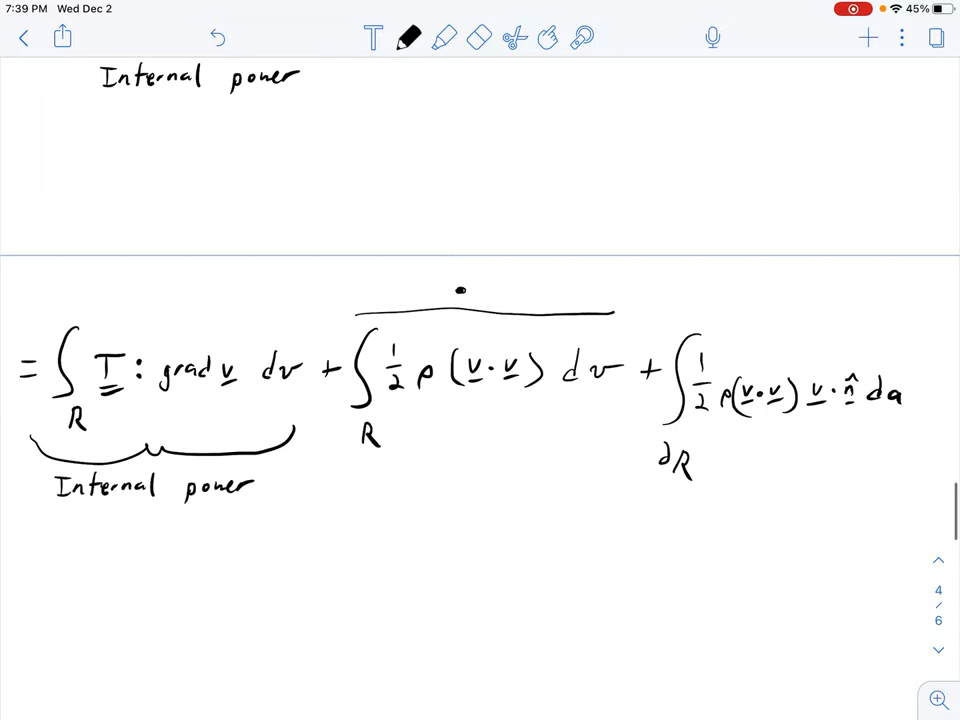 7:39 PM Wed Dec 2 45%
Internal power
= ∫_R T : grad v dv + ∫_R 1/2 ρ (v · v) dv + ∫_∂R 1/2 ρ(v · v) v · n̂ da
Internal power
4
/
6